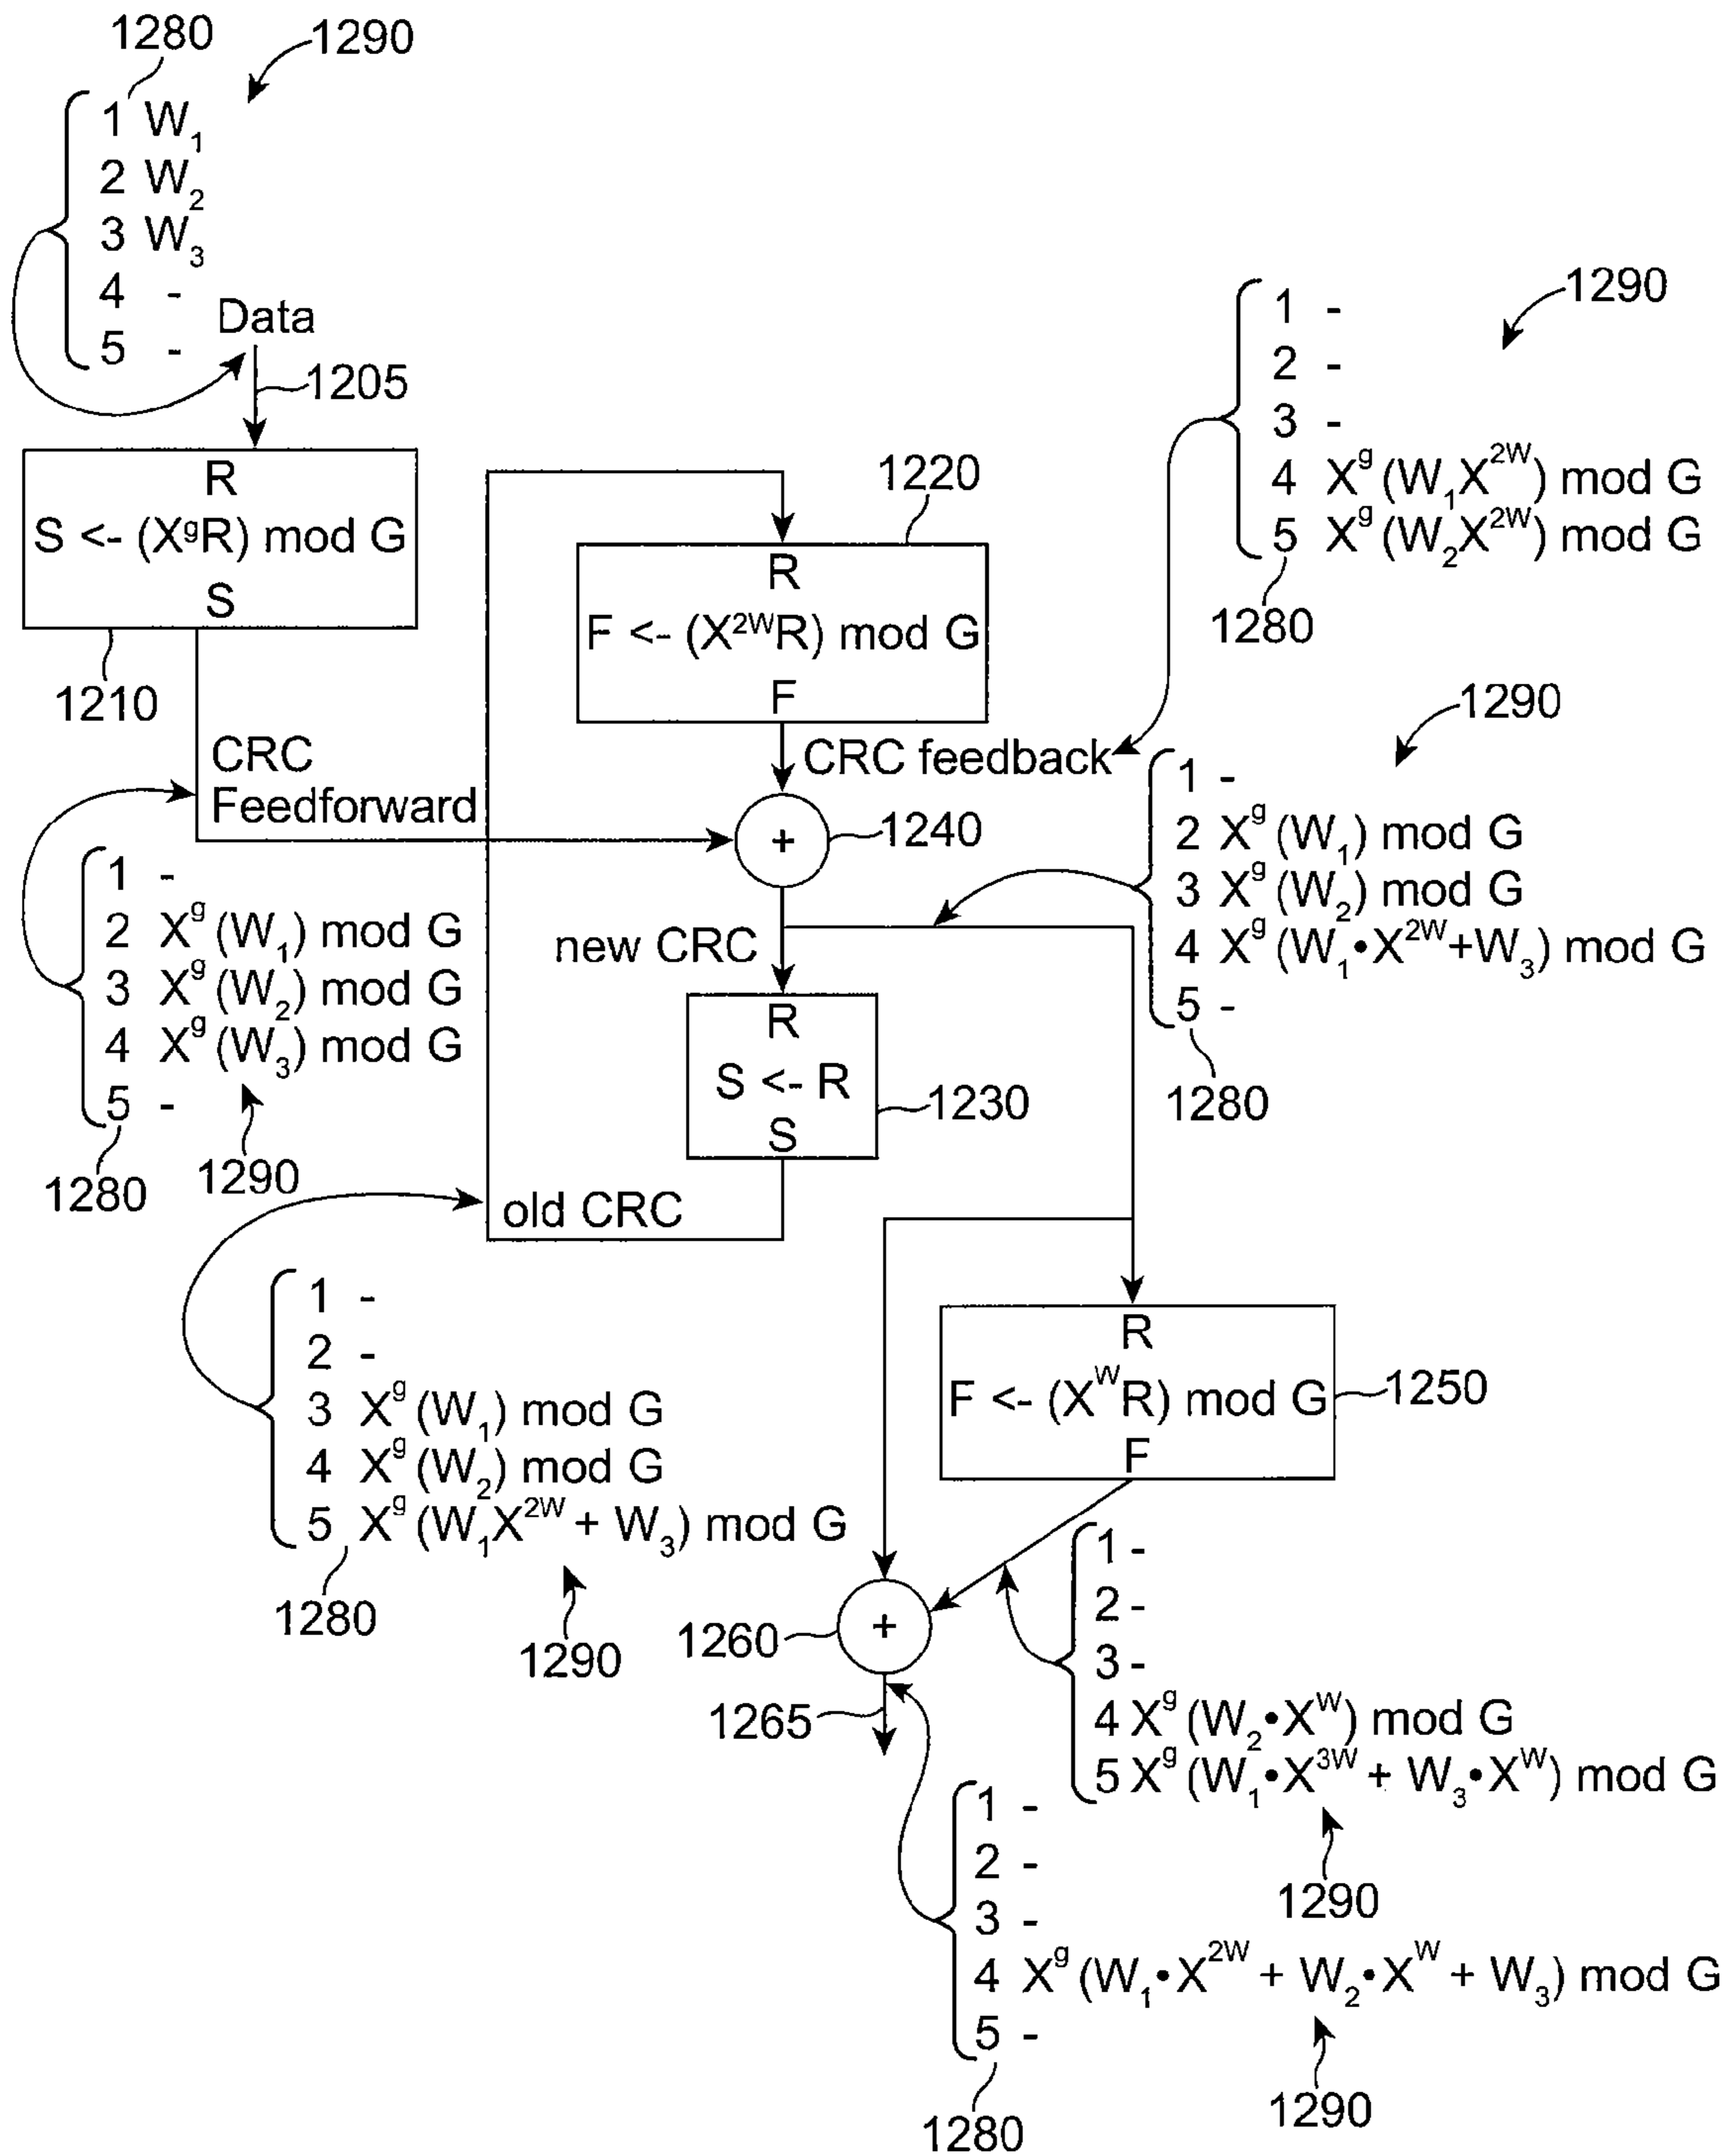 1280
1290
1 W₁
2 W₂
3 W₃
4 -
5 -
Data
1205
R
S <- (XᵍR) mod G
S
1210
CRC
Feedforward
1 -
2 Xᵍ (W₁) mod G
3 Xᵍ (W₂) mod G
4 Xᵍ (W₃) mod G
5 -
1280
1290
1220
R
F <- (X²ᵂR) mod G
F
CRC feedback
1290
1 -
2 -
3 -
4 Xᵍ (W₁X²ᵂ) mod G
5 Xᵍ (W₂X²ᵂ) mod G
1280
+
1240
new CRC
1290
1 -
2 Xᵍ (W₁) mod G
3 Xᵍ (W₂) mod G
4 Xᵍ (W₁•X²ᵂ+W₃) mod G
5 -
1280
R
S <- R
S
1230
old CRC
1 -
2 -
3 Xᵍ (W₁) mod G
4 Xᵍ (W₂) mod G
5 Xᵍ (W₁X²ᵂ + W₃) mod G
1280
1290
R
F <- (XᵂR) mod G
F
1250
1 -
2 -
3 -
4 Xᵍ (W₂•Xᵂ) mod G
5 Xᵍ (W₁•X³ᵂ + W₃•Xᵂ) mod G
1290
+
1260
1265
1 -
2 -
3 -
4 Xᵍ (W₁•X²ᵂ + W₂•Xᵂ + W₃) mod G
5 -
1280
1290